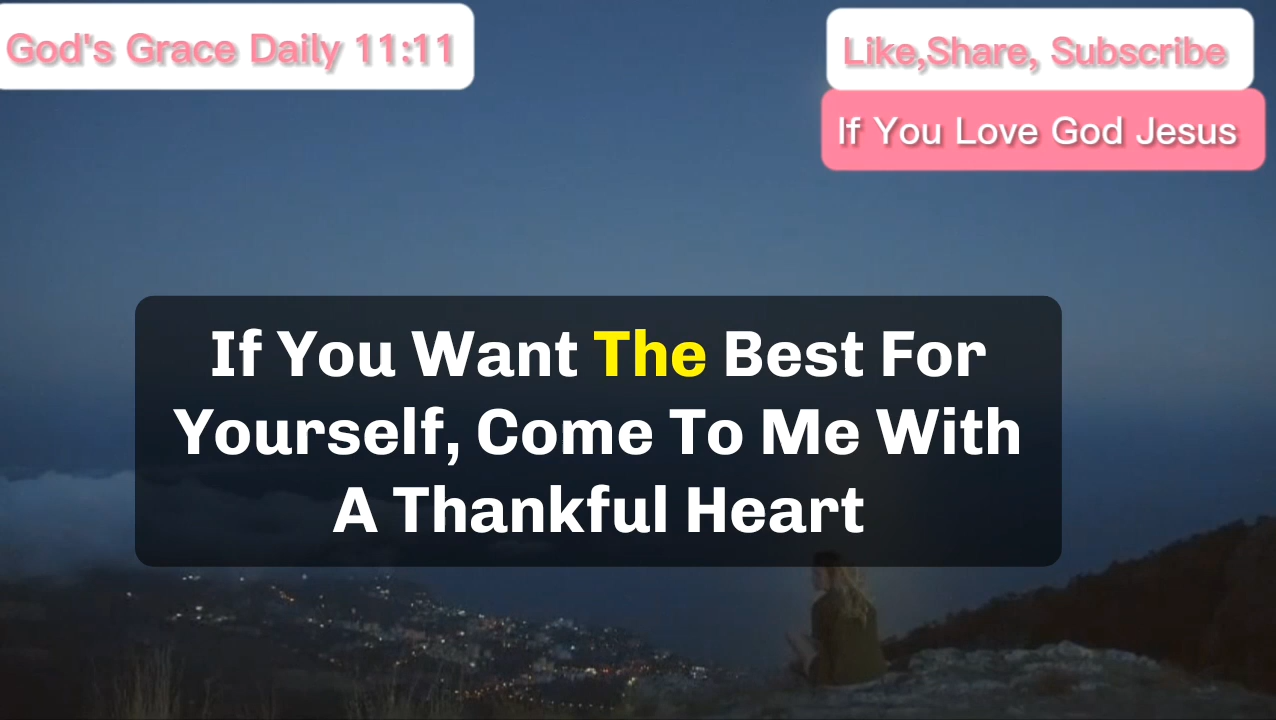 God's Grace Daily 11:11
Like,Share, Subscribe
If You Love God Jesus
If You Want The Best For
Yourself, Come To Me With
A Thankful Heart